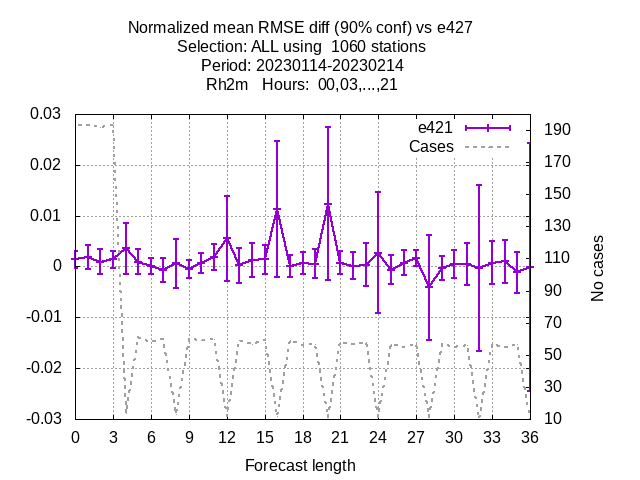 Normalized mean RMSE diff (90% conf) vs e427
Selection: ALL using  1060 stations
Period: 20230114-20230214
Rh2m   Hours:  00,03,...,21
e421
Cases
0.03
0.02
0.01
0
-0.01
-0.02
-0.03
190
170
150
130
110
90
70
50
30
10
No cases
0 3 6 9 12 15 18 21 24 27 30 33 36
Forecast length